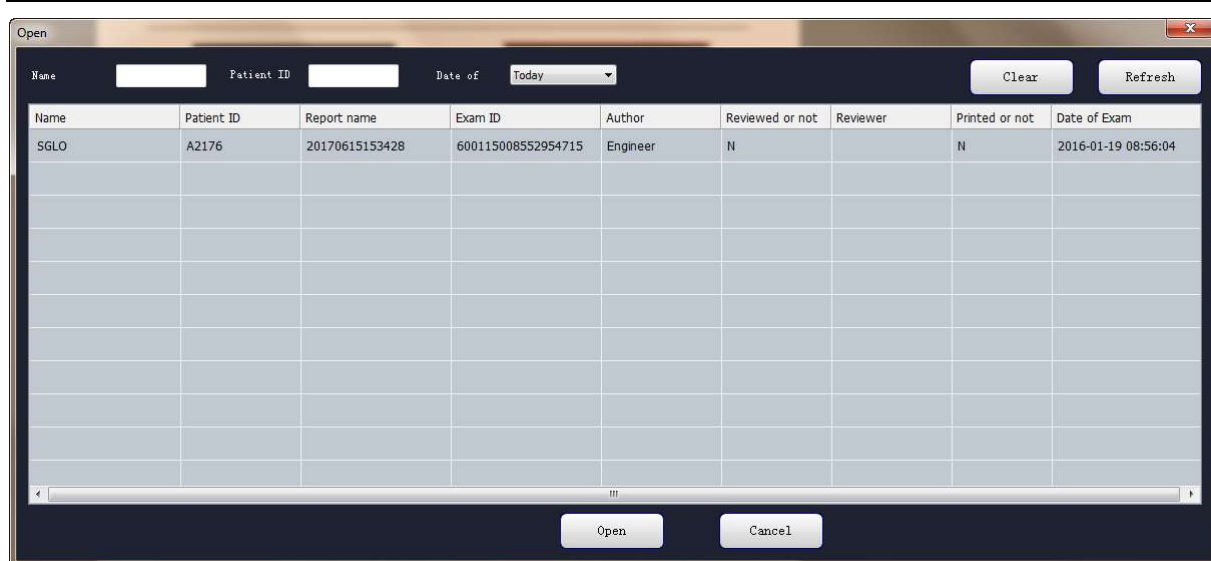 Open
Name Patient ID Date of Today Clear Refresh
Name Patient ID Report name Exam ID Author Reviewed or not Reviewer Printed or not Date of Exam
SGLO A2176 20170615153428 600115008552954715 Engineer N N 2016-01-19 08:56:04
Open Cancel